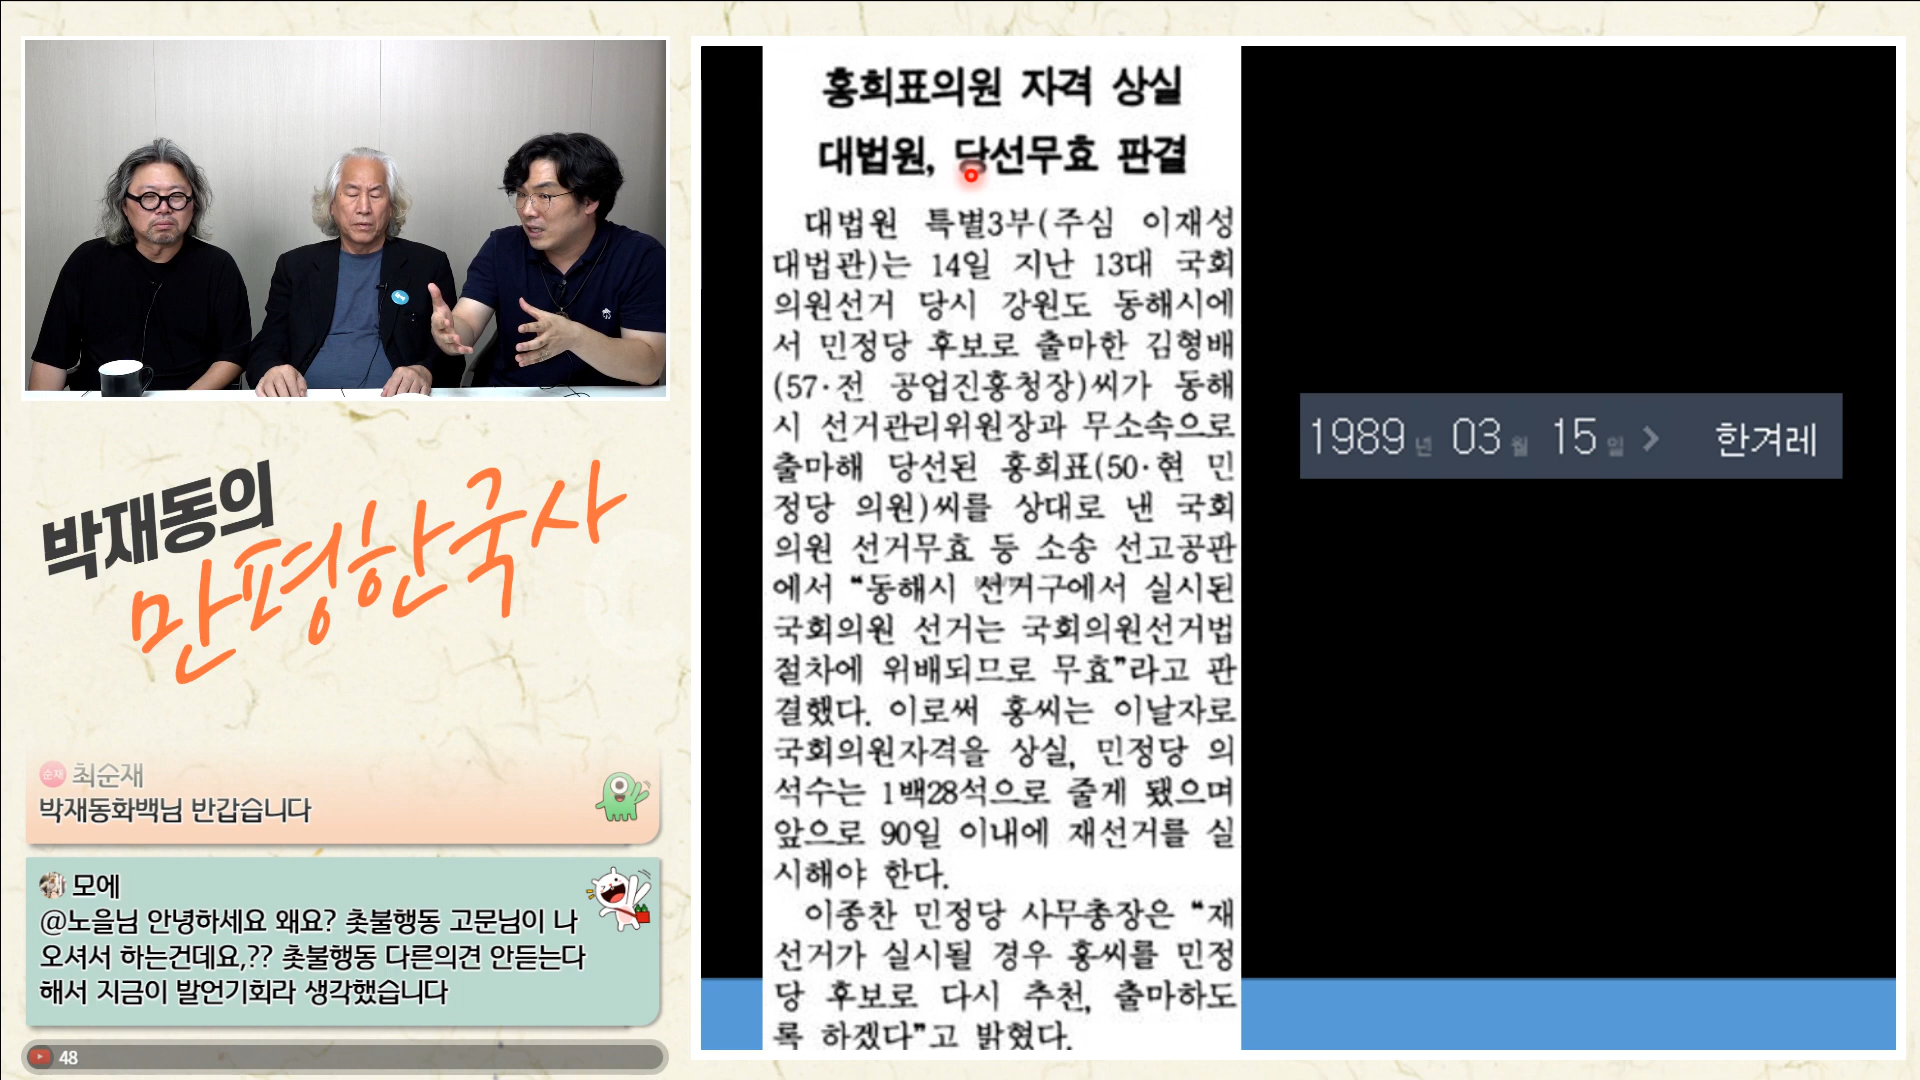 홍희표의원 자격 상실
대법원, 당선무효 판결
대법원 특별3부(주심 이재성
대법관)는 14일 지난 13대 국회
의원선거 당시 강원도 동해시에
서 민정당 후보로 출마한 김형배
(57·전 공업진흥청장)씨가 동해
시 선거관리위원장과 무소속으로
출마해 당선된 홍희표(50·현 민
정당 의원)씨를 상대로 낸 국회
의원 선거무효 등 소송 선고공판
에서 “동해시 선거구에서 실시된
국회의원 선거는 국회의원선거법
절차에 위배되므로 무효”라고 판
결했다. 이로써 홍씨는 이날자로
국회의원자격을 상실, 민정당 의
석수는 1백28석으로 줄게 됐으며
앞으로 90일 이내에 재선거를 실
시해야 한다.
이종찬 민정당 사무총장은 “재
선거가 실시될 경우 홍씨를 민정
당 후보로 다시 추천, 출마하도
록 하겠다”고 밝혔다.
1989년 03월 15일 > 한겨레
박재동의
만평한국사
순재 최순재
박재동화백님 반갑습니다
모에
@노을님 안녕하세요 왜요? 촛불행동 고문님이 나
오셔서 하는건데요,?? 촛불행동 다른의견 안듣는다
해서 지금이 발언기회라 생각했습니다
48